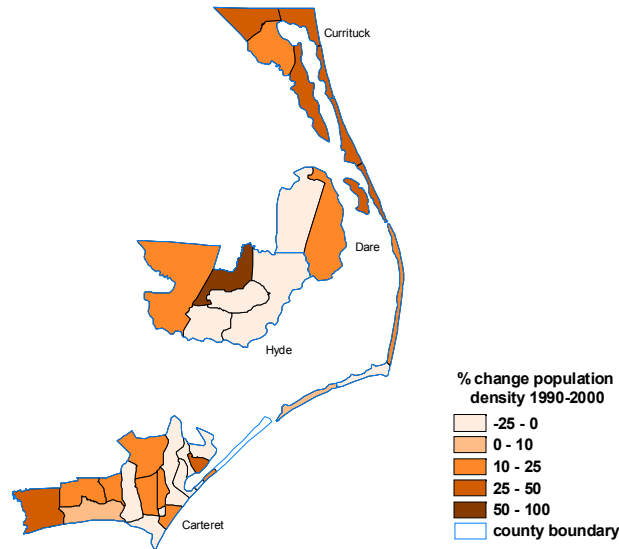 Currituck
Dare
Hyde
% change population
density 1990-2000
-25 - 0
0 - 10
10 - 25
25 - 50
50 - 100
county boundary
Carteret